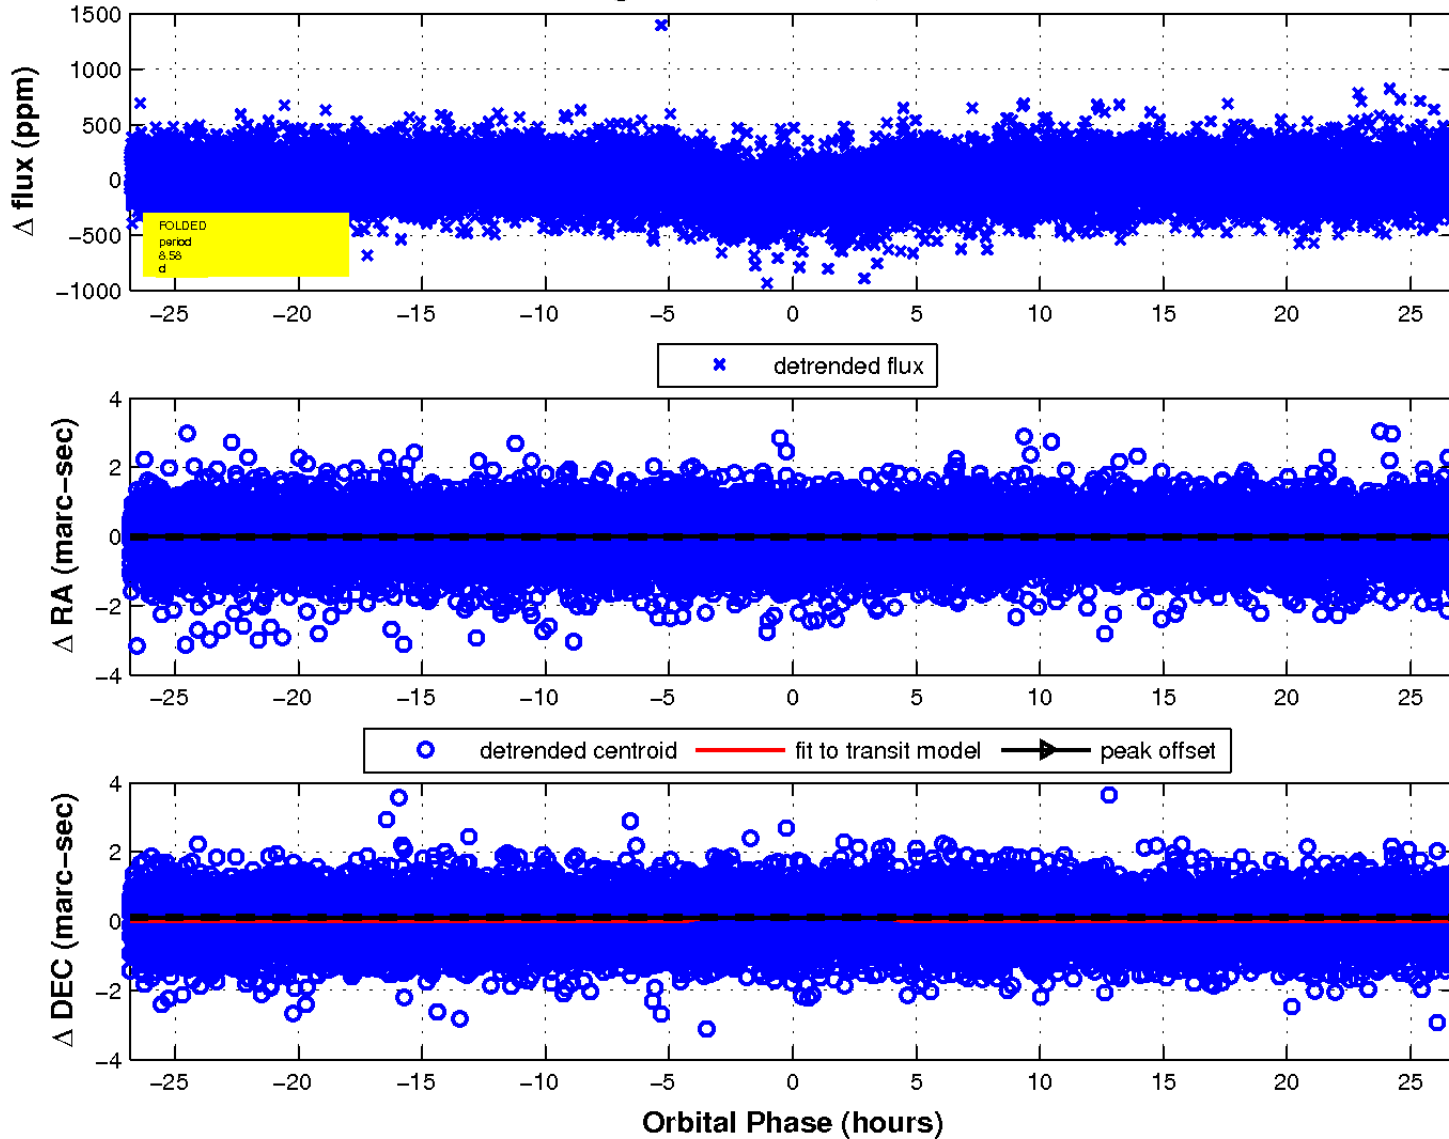 1500
1000
500
0
−500
−1000
Δ flux (ppm)
FOLDED
period
8.58
d
−25 −20 −15 −10 −5 0 5 10 15 20 25
detrended flux
4
2
0
−2
−4
Δ RA (marc−sec)
−25 −20 −15 −10 −5 0 5 10 15 20 25
detrended centroid fit to transit model peak offset
4
2
0
−2
−4
Δ DEC (marc−sec)
−25 −20 −15 −10 −5 0 5 10 15 20 25
Orbital Phase (hours)